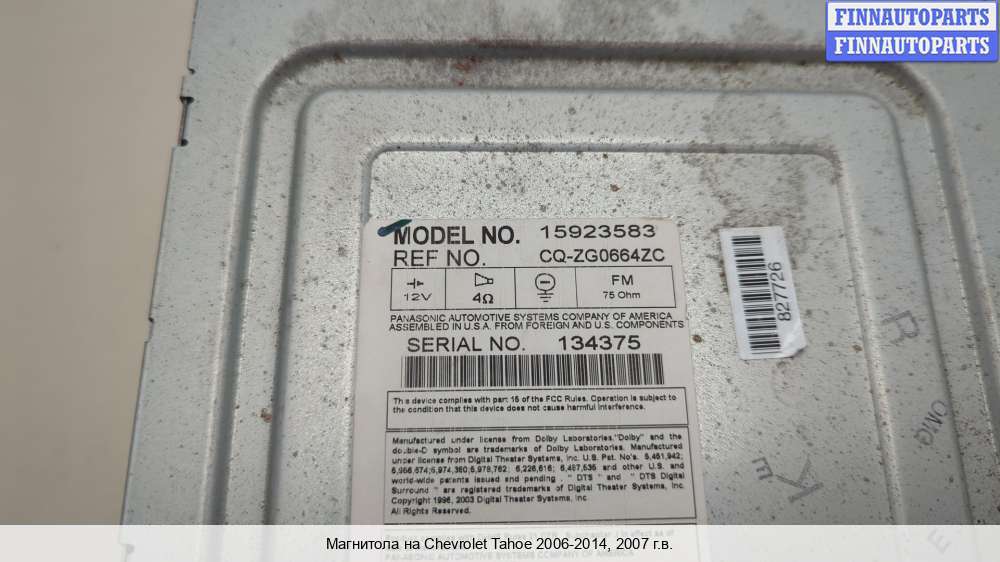 FINNAUTOPARTS
FINNAUTOPARTS
MODEL NO. 15923583
REF NO. CQ-ZG0664ZC
12V 4Ω FM 75 Ohm
PANASONIC AUTOMOTIVE SYSTEMS COMPANY OF AMERICA
ASSEMBLED IN U.S.A. FROM FOREIGN AND U.S. COMPONENTS
SERIAL NO. 134375
This device complies with part 15 of the FCC Rules. Operation is subject to
the condition that this device does not cause harmful interference.
Manufactured under license from Dolby Laboratories."Dolby" and the
double-D symbol are trademarks of Dolby Laboratories. Manufactured
under license from Digital Theater Systems, Inc. U.S. Pat. No's. 5,451,942;
5,956,674;5,974,380;5,978,762; 6,226,616; 6,487,535 and other U.S. and
world-wide patents issued and pending. "DTS" and "DTS Digital
Surround" are registered trademarks of Digital Theater Systems, Inc.
Copyright 1996, 2003 Digital Theater Systems, Inc.
All Rights Reserved.
PANASONIC AUTOMOTIVE SYSTEMS COMPANY OF AMERICA
827726
R
OMIG
K
E
E
Магнитола на Chevrolet Tahoe 2006-2014, 2007 г.в.